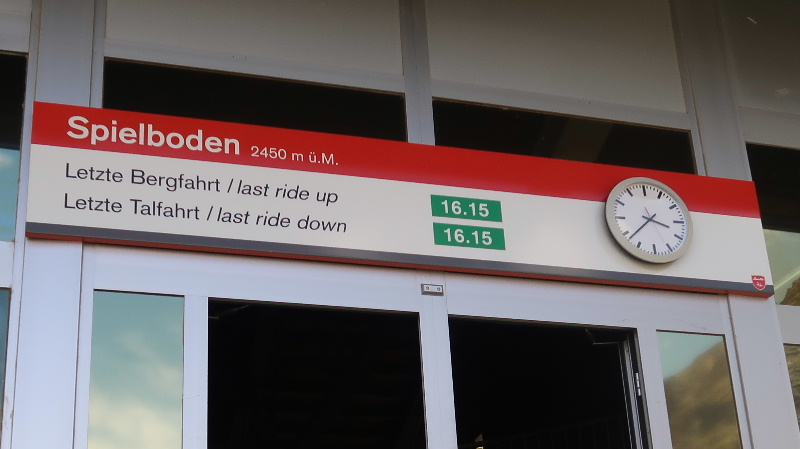 Spielboden 2450 m ü.M.
Letzte Bergfahrt / last ride up 16.15
Letzte Talfahrt / last ride down 16.15